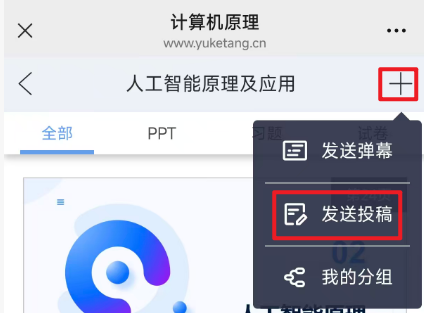 计算机原理
www.yuketang.cn
人工智能原理及应用
全部 PPT 习题 试卷
发送弹幕
发送投稿
02
我的分组
人工智能原理